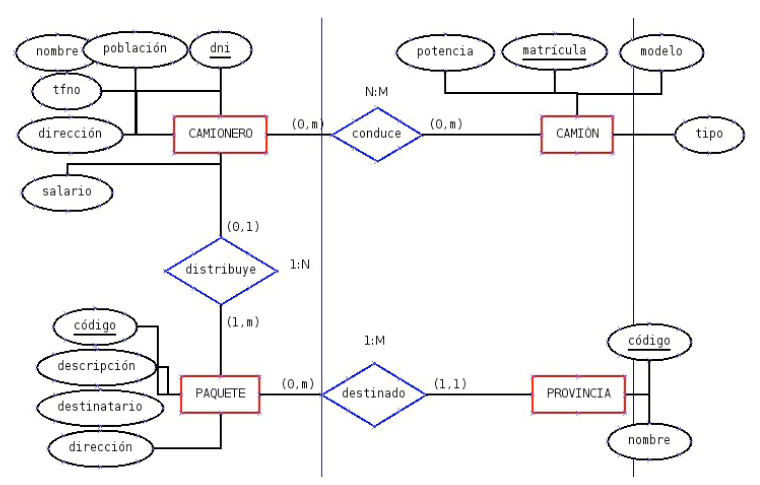 nombre
población
dni
potencia
matrícula
modelo
tfno
N:M
dirección
CAMIONERO
(0,m)
conduce
(0,m)
CAMIÓN
tipo
salario
(0,1)
distribuye
1:N
(1,m)
código
1:M
código
descripción
PAQUETE
(0,m)
destinado
(1,1)
PROVINCIA
destinatario
dirección
nombre